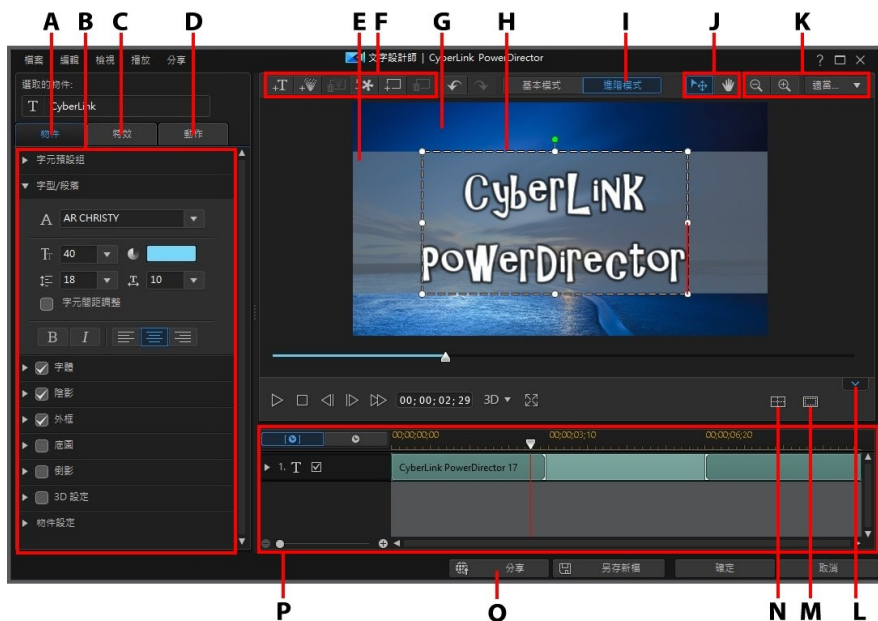 A B C D E F G H I J K
檔案 編輯 檢視 播放 分享
文字設計師 | CyberLink PowerDirector
? 
選取的物件:
T CyberLink
物件 特效 動作
+T
基本模式 進階模式
適當...
字元預設組
字型/段落
A AR CHRISTY
40
18 10
字元間距調整
B I
字體
陰影
外框
底圖
倒影
3D 設定
物件設定
CyberLink
PowerDirector
00; 00; 02; 29 3D
00;00;00;00 00;00;03;10 00;00;06;20
1. T CyberLink PowerDirector 17
分享 另存新檔 確定 取消
P O N M L